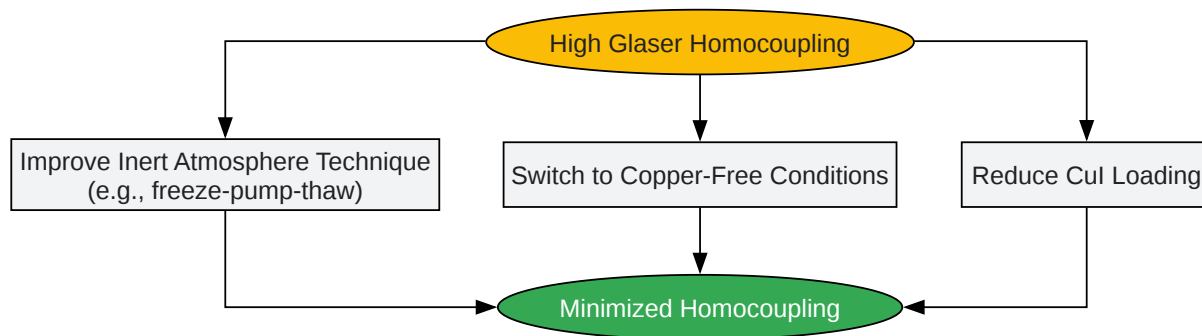 High Glaser Homocoupling
Improve Inert Atmosphere Technique
(e.g., freeze-pump-thaw)
Switch to Copper-Free Conditions
Reduce CuI Loading
Minimized Homocoupling